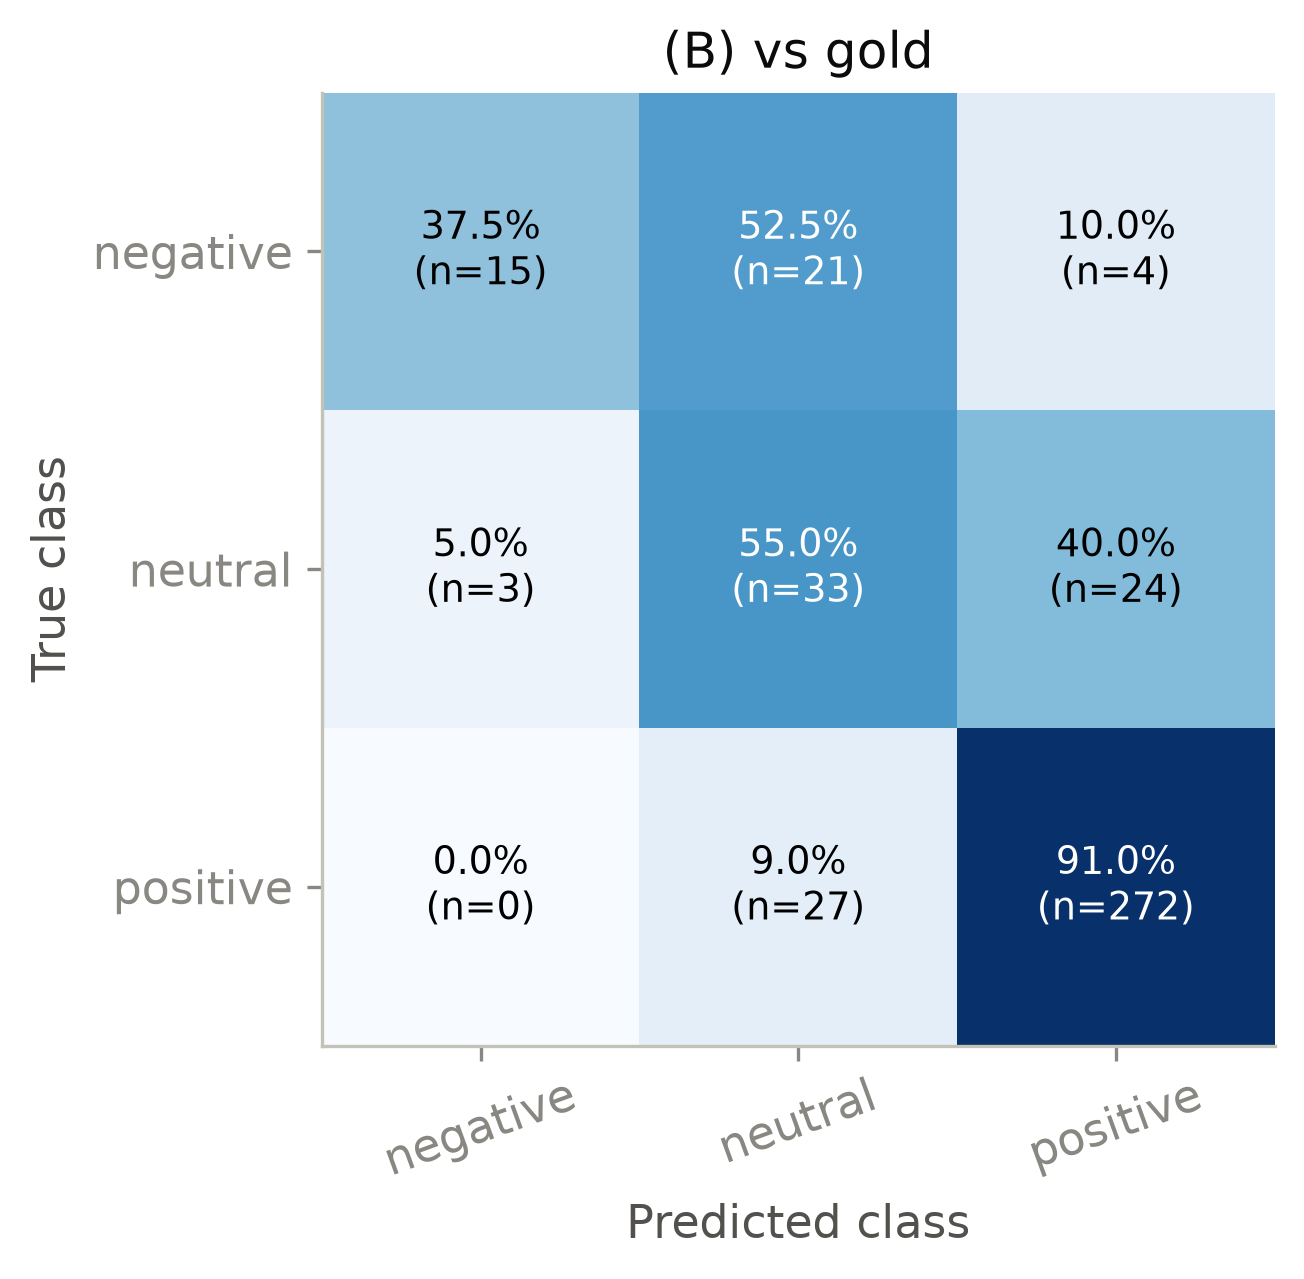 (B) vs gold
True class
negative
37.5%
(n=15)
52.5%
(n=21)
10.0%
(n=4)
neutral
5.0%
(n=3)
55.0%
(n=33)
40.0%
(n=24)
positive
0.0%
(n=0)
9.0%
(n=27)
91.0%
(n=272)
negative
neutral
positive
Predicted class